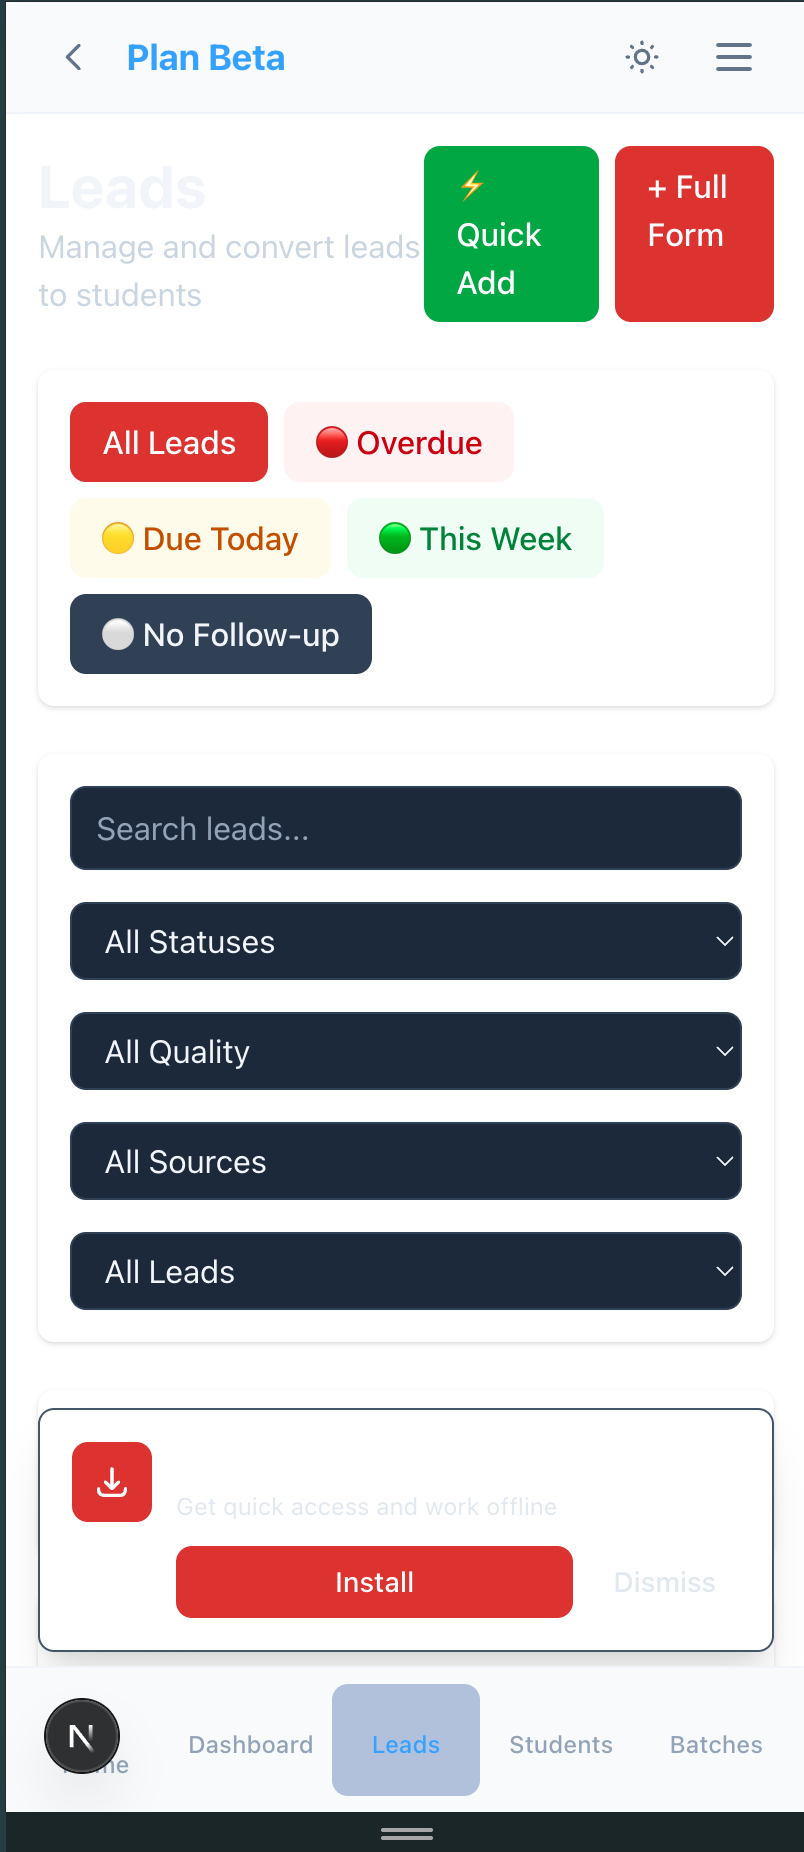 Plan Beta
Leads
Manage and convert leads
to students
⚡
Quick
Add
+ Full
Form
All Leads
🔴 Overdue
🟡 Due Today
🟢 This Week
⚪ No Follow-up
Search leads...
All Statuses
All Quality
All Sources
All Leads
Get quick access and work offline
Install
Dismiss
N
Dashboard
Leads
Students
Batches